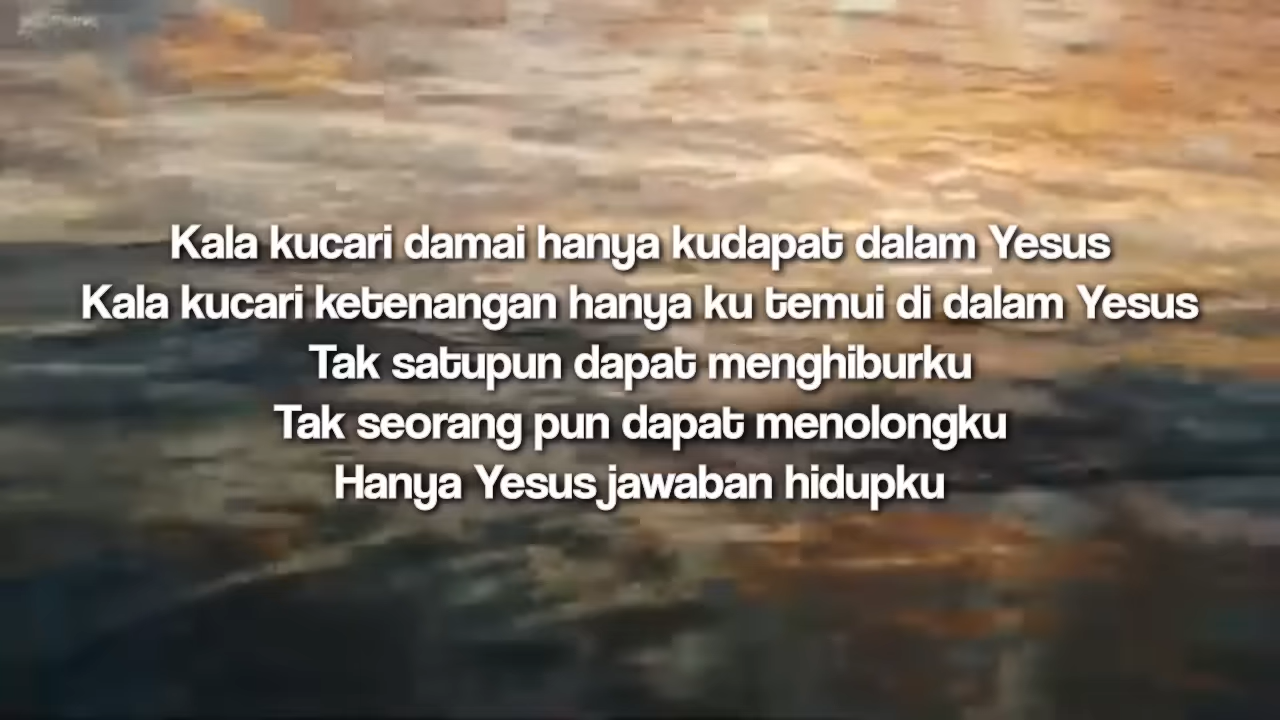 Kala kucari damai hanya kudapat dalam Yesus
Kala kucari ketenangan hanya ku temui di dalam Yesus
Tak satupun dapat menghiburku
Tak seorang pun dapat menolongku
Hanya Yesus jawaban hidupku